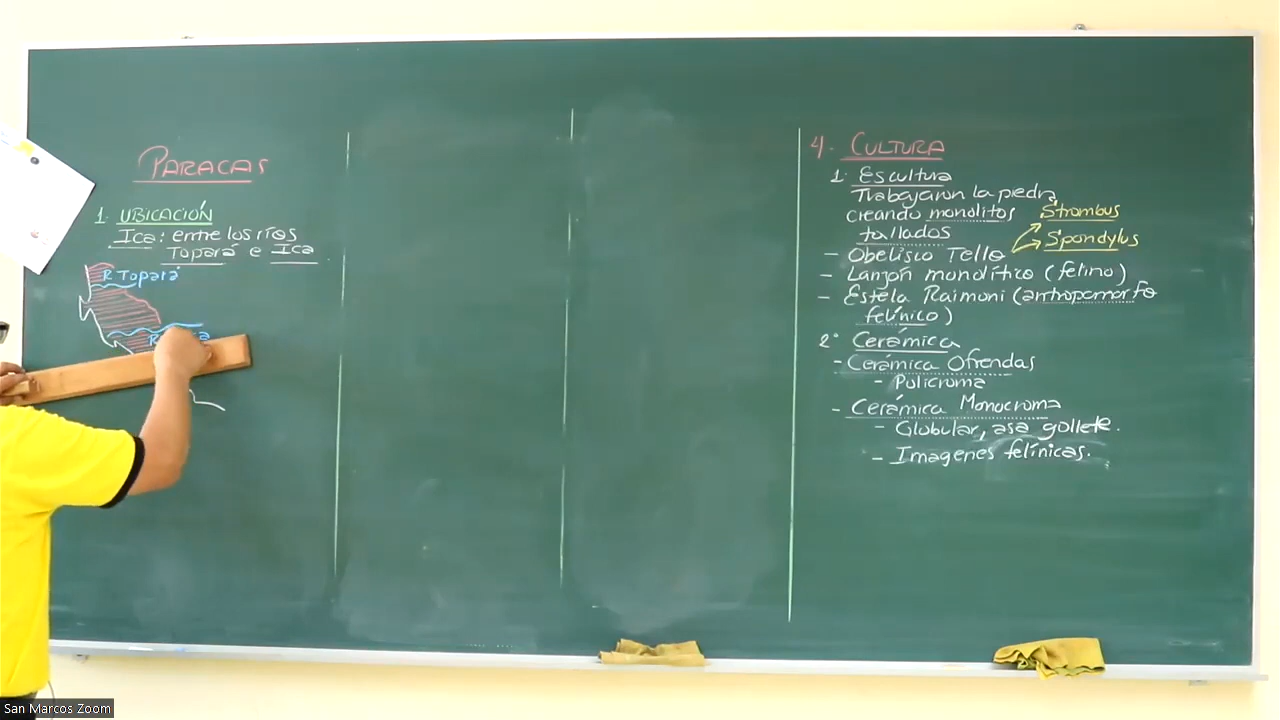 PARACAS
1. UBICACIÓN
Ica: entre los ríos
Topará e Ica
R Topará
4. CULTURA
1. Escultura
Trabajaron la piedra
creando monolitos
tallados
Strombus
Spondylus
- Obelisco Tello
- Lanzón monolítico (felino)
- Estela Raimoni (antropomorfo
felínico)
2° Cerámica
- Cerámica Ofrendas
- Policroma
- Cerámica Monocroma
- Globular, asa gollete.
- Imagenes felínicas.
San Marcos Zoom